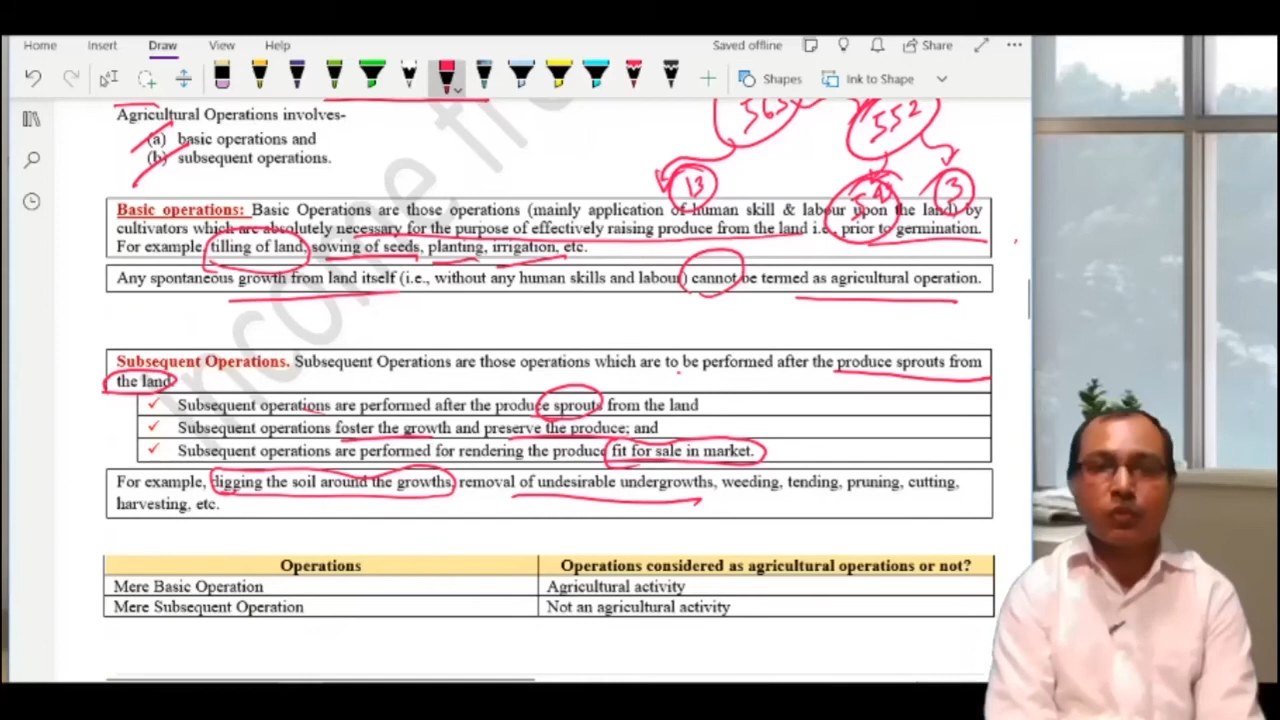 Home Insert Draw View Help Saved offline Share
Shapes Ink to Shape
Agricultural Operations involves-
(a) basic operations and
(b) subsequent operations.
565 552
13 3
Basic operations: Basic Operations are those operations (mainly application of human skill & labour upon the land) by
cultivators which are absolutely necessary for the purpose of effectively raising produce from the land i.e., prior to germination.
For example, tilling of land, sowing of seeds, planting, irrigation, etc.
Any spontaneous growth from land itself (i.e., without any human skills and labour) cannot be termed as agricultural operation.
Income
Subsequent Operations. Subsequent Operations are those operations which are to be performed after the produce sprouts from
the land
✓ Subsequent operations are performed after the produce sprouts from the land
✓ Subsequent operations foster the growth and preserve the produce; and
✓ Subsequent operations are performed for rendering the produce fit for sale in market.
For example, digging the soil around the growths, removal of undesirable undergrowths, weeding, tending, pruning, cutting,
harvesting, etc.
Operations Operations considered as agricultural operations or not?
Mere Basic Operation Agricultural activity
Mere Subsequent Operation Not an agricultural activity